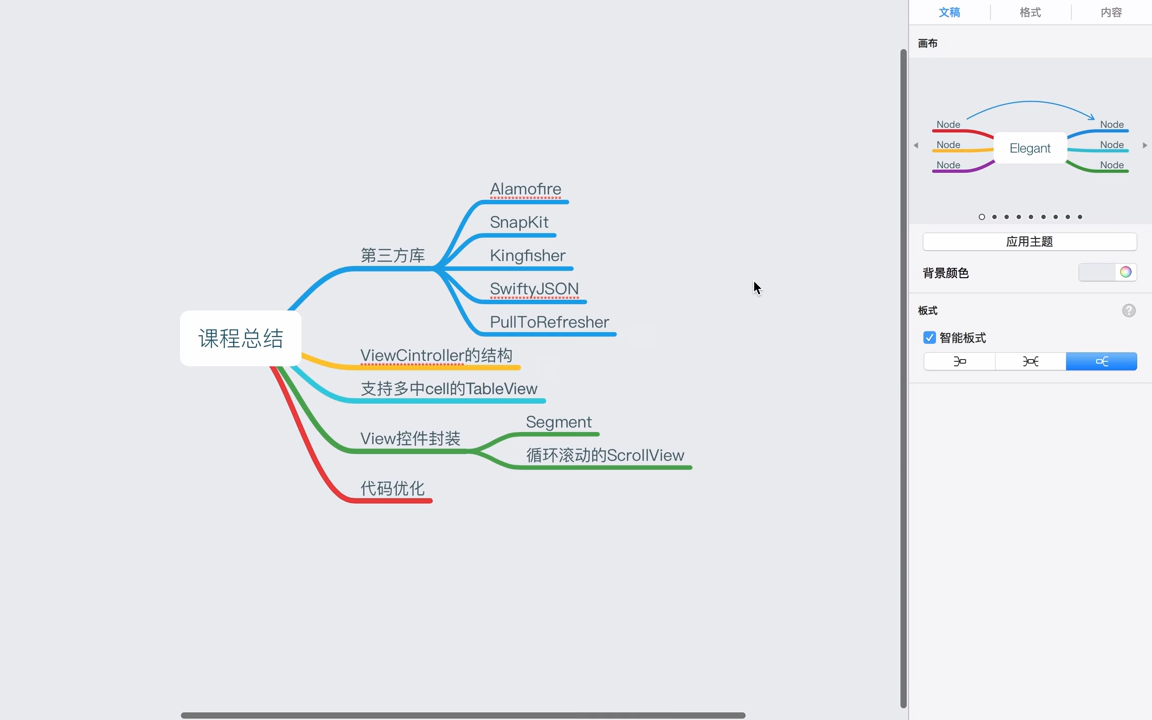 文稿
格式
内容
画布
Node
Node
Node
Elegant
Node
Node
Node
应用主题
背景颜色
板式
?
智能板式
课程总结
第三方库
Alamofire
SnapKit
Kingfisher
SwiftyJSON
PullToRefresher
ViewCintroller的结构
支持多中cell的TableView
View控件封装
Segment
循环滚动的ScrollView
代码优化